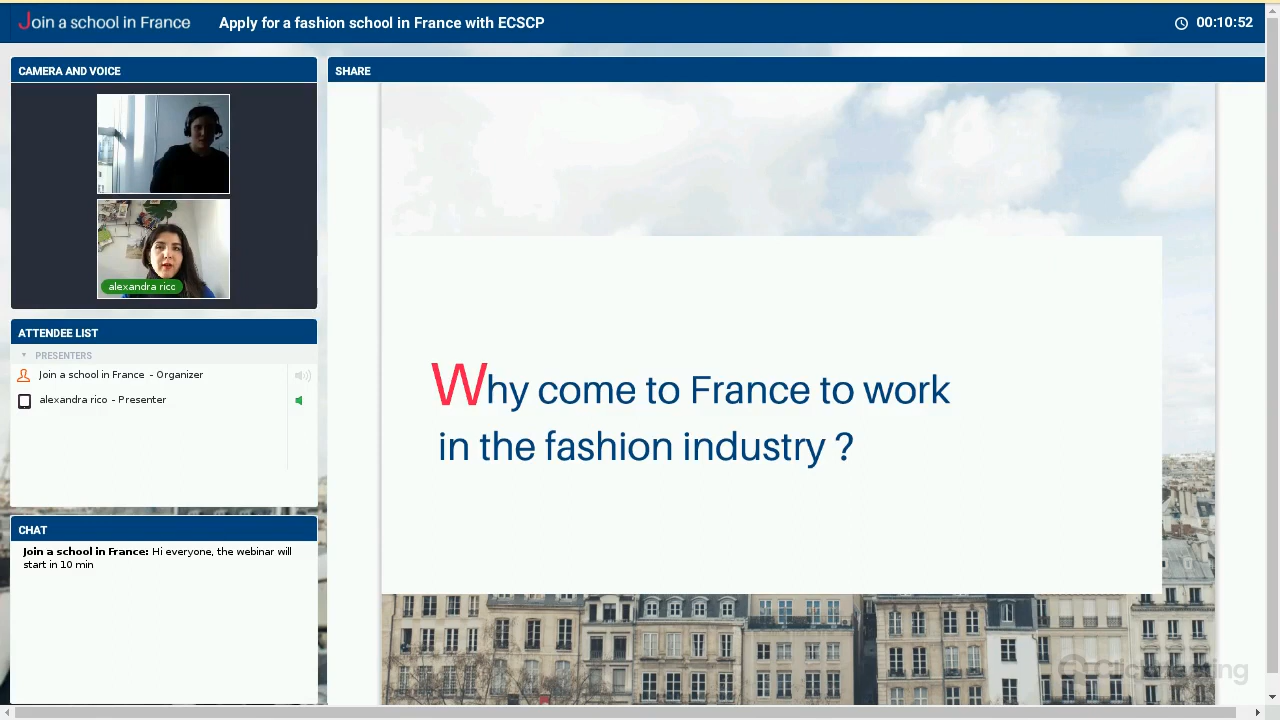 Join a school in France
Apply for a fashion school in France with ECSCP
00:10:52
CAMERA AND VOICE
alexandra rico
ATTENDEE LIST
PRESENTERS
Join a school in France - Organizer
alexandra rico - Presenter
CHAT
Join a school in France: Hi everyone, the webinar will
start in 10 min
SHARE
Why come to France to work
in the fashion industry ?
ClickMeeting